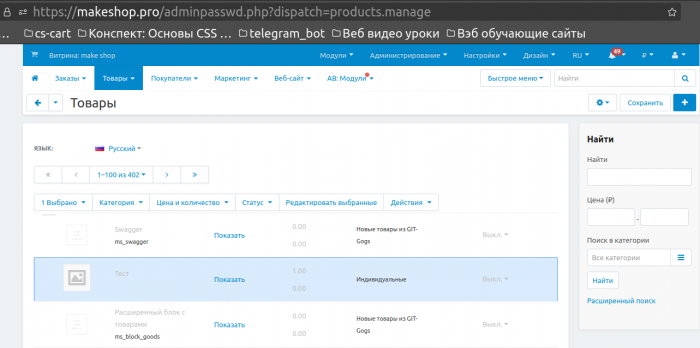 https://makeshop.pro/adminpasswd.php?dispatch=products.manage
... cs-cart Конспект: Основы CSS ... telegram_bot Веб видео уроки Вэб обучающие сайты
Витрина: make shop Модули Администрирование Настройки Дизайн RU 49 ₽
Заказы Товары Покупатели Маркетинг Веб-сайт АВ: Модули Быстрое меню Найти
Товары Сохранить
ЯЗЫК: Русский
1–100 из 402
1 Выбрано Категория Цена и количество Статус Редактировать выбранные Действия
Swagger
ms_swagger
Показать
0.00
0.00
Новые товары из GIT-
Gogs
Выкл.
Тест
Показать
1.00
0.00
Индивидуальные
Выкл.
Расширенный блок с
товарами
ms_block_goods
Показать
0.00
0.00
Новые товары из GIT-
Gogs
Выкл.
Найти
Найти
Цена (₽)
-
Поиск в категории
Все категории
Найти
Расширенный поиск